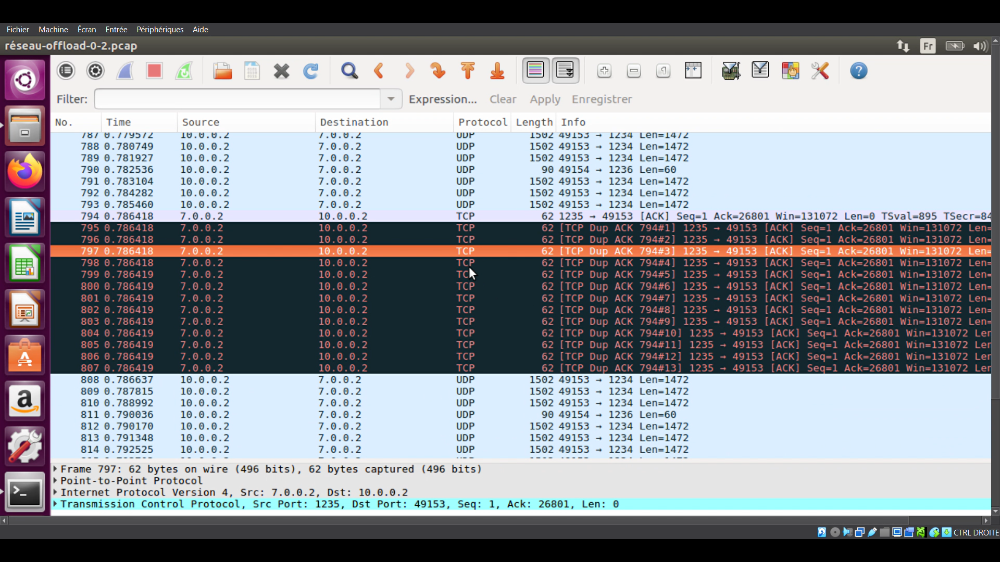 Fichier Machine Écran Entrée Périphériques Aide
réseau-offload-0-2.pcap Fr
Filter: Expression... Clear Apply Enregistrer
No. Time Source Destination Protocol Length Info
787 0.779572 10.0.0.2 7.0.0.2 UDP 1502 49153 → 1234 Len=1472
788 0.780749 10.0.0.2 7.0.0.2 UDP 1502 49153 → 1234 Len=1472
789 0.781927 10.0.0.2 7.0.0.2 UDP 1502 49153 → 1234 Len=1472
790 0.782536 10.0.0.2 7.0.0.2 UDP 90 49154 → 1236 Len=60
791 0.783104 10.0.0.2 7.0.0.2 UDP 1502 49153 → 1234 Len=1472
792 0.784282 10.0.0.2 7.0.0.2 UDP 1502 49153 → 1234 Len=1472
793 0.785460 10.0.0.2 7.0.0.2 UDP 1502 49153 → 1234 Len=1472
794 0.786418 7.0.0.2 10.0.0.2 TCP 62 1235 → 49153 [ACK] Seq=1 Ack=26801 Win=131072 Len=0 TSval=895 TSecr=84
795 0.786418 7.0.0.2 10.0.0.2 TCP 62 [TCP Dup ACK 794#1] 1235 → 49153 [ACK] Seq=1 Ack=26801 Win=131072 Len=
796 0.786418 7.0.0.2 10.0.0.2 TCP 62 [TCP Dup ACK 794#2] 1235 → 49153 [ACK] Seq=1 Ack=26801 Win=131072 Len=
797 0.786418 7.0.0.2 10.0.0.2 TCP 62 [TCP Dup ACK 794#3] 1235 → 49153 [ACK] Seq=1 Ack=26801 Win=131072 Len=
798 0.786418 7.0.0.2 10.0.0.2 TCP 62 [TCP Dup ACK 794#4] 1235 → 49153 [ACK] Seq=1 Ack=26801 Win=131072 Len=
799 0.786419 7.0.0.2 10.0.0.2 TCP 62 [TCP Dup ACK 794#5] 1235 → 49153 [ACK] Seq=1 Ack=26801 Win=131072 Len=
800 0.786419 7.0.0.2 10.0.0.2 TCP 62 [TCP Dup ACK 794#6] 1235 → 49153 [ACK] Seq=1 Ack=26801 Win=131072 Len=
801 0.786419 7.0.0.2 10.0.0.2 TCP 62 [TCP Dup ACK 794#7] 1235 → 49153 [ACK] Seq=1 Ack=26801 Win=131072 Len=
802 0.786419 7.0.0.2 10.0.0.2 TCP 62 [TCP Dup ACK 794#8] 1235 → 49153 [ACK] Seq=1 Ack=26801 Win=131072 Len=
803 0.786419 7.0.0.2 10.0.0.2 TCP 62 [TCP Dup ACK 794#9] 1235 → 49153 [ACK] Seq=1 Ack=26801 Win=131072 Len=
804 0.786419 7.0.0.2 10.0.0.2 TCP 62 [TCP Dup ACK 794#10] 1235 → 49153 [ACK] Seq=1 Ack=26801 Win=131072 Len
805 0.786419 7.0.0.2 10.0.0.2 TCP 62 [TCP Dup ACK 794#11] 1235 → 49153 [ACK] Seq=1 Ack=26801 Win=131072 Len
806 0.786419 7.0.0.2 10.0.0.2 TCP 62 [TCP Dup ACK 794#12] 1235 → 49153 [ACK] Seq=1 Ack=26801 Win=131072 Len
807 0.786419 7.0.0.2 10.0.0.2 TCP 62 [TCP Dup ACK 794#13] 1235 → 49153 [ACK] Seq=1 Ack=26801 Win=131072 Len
808 0.786637 10.0.0.2 7.0.0.2 UDP 1502 49153 → 1234 Len=1472
809 0.787815 10.0.0.2 7.0.0.2 UDP 1502 49153 → 1234 Len=1472
810 0.788992 10.0.0.2 7.0.0.2 UDP 1502 49153 → 1234 Len=1472
811 0.790036 10.0.0.2 7.0.0.2 UDP 90 49154 → 1236 Len=60
812 0.790170 10.0.0.2 7.0.0.2 UDP 1502 49153 → 1234 Len=1472
813 0.791348 10.0.0.2 7.0.0.2 UDP 1502 49153 → 1234 Len=1472
814 0.792525 10.0.0.2 7.0.0.2 UDP 1502 49153 → 1234 Len=1472
Frame 797: 62 bytes on wire (496 bits), 62 bytes captured (496 bits)
Point-to-Point Protocol
Internet Protocol Version 4, Src: 7.0.0.2, Dst: 10.0.0.2
Transmission Control Protocol, Src Port: 1235, Dst Port: 49153, Seq: 1, Ack: 26801, Len: 0
CTRL DROITE